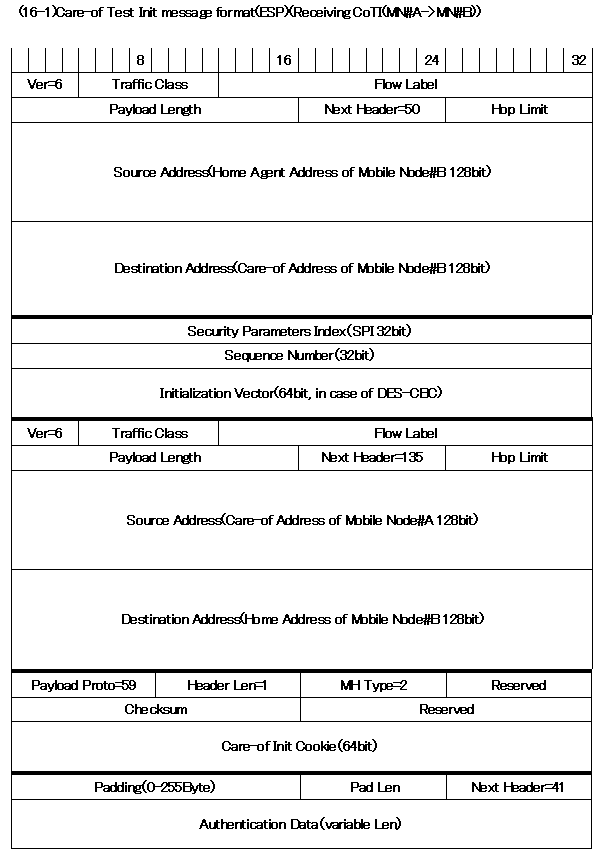 (16-1)Care-of Test Init message format(ESP)(Receiving CoTI(MN#A->MN#B))
8 16 24 32
Ver=6 Traffic Class Flow Label
Payload Length Next Header=50 Hop Limit
Source Address(Home Agent Address of Mobile Node#B 128bit)
Destination Address(Care-of Address of Mobile Node#B 128bit)
Security Parameters Index(SPI 32bit)
Sequence Number(32bit)
Initialization Vector(64bit, in case of DES-CBC)
Ver=6 Traffic Class Flow Label
Payload Length Next Header=135 Hop Limit
Source Address(Care-of Address of Mobile Node#A 128bit)
Destination Address(Home Address of Mobile Node#B 128bit)
Payload Proto=59 Header Len=1 MH Type=2 Reserved
Checksum Reserved
Care-of Init Cookie(64bit)
Padding(0-255Byte) Pad Len Next Header=41
Authentication Data(variable Len)